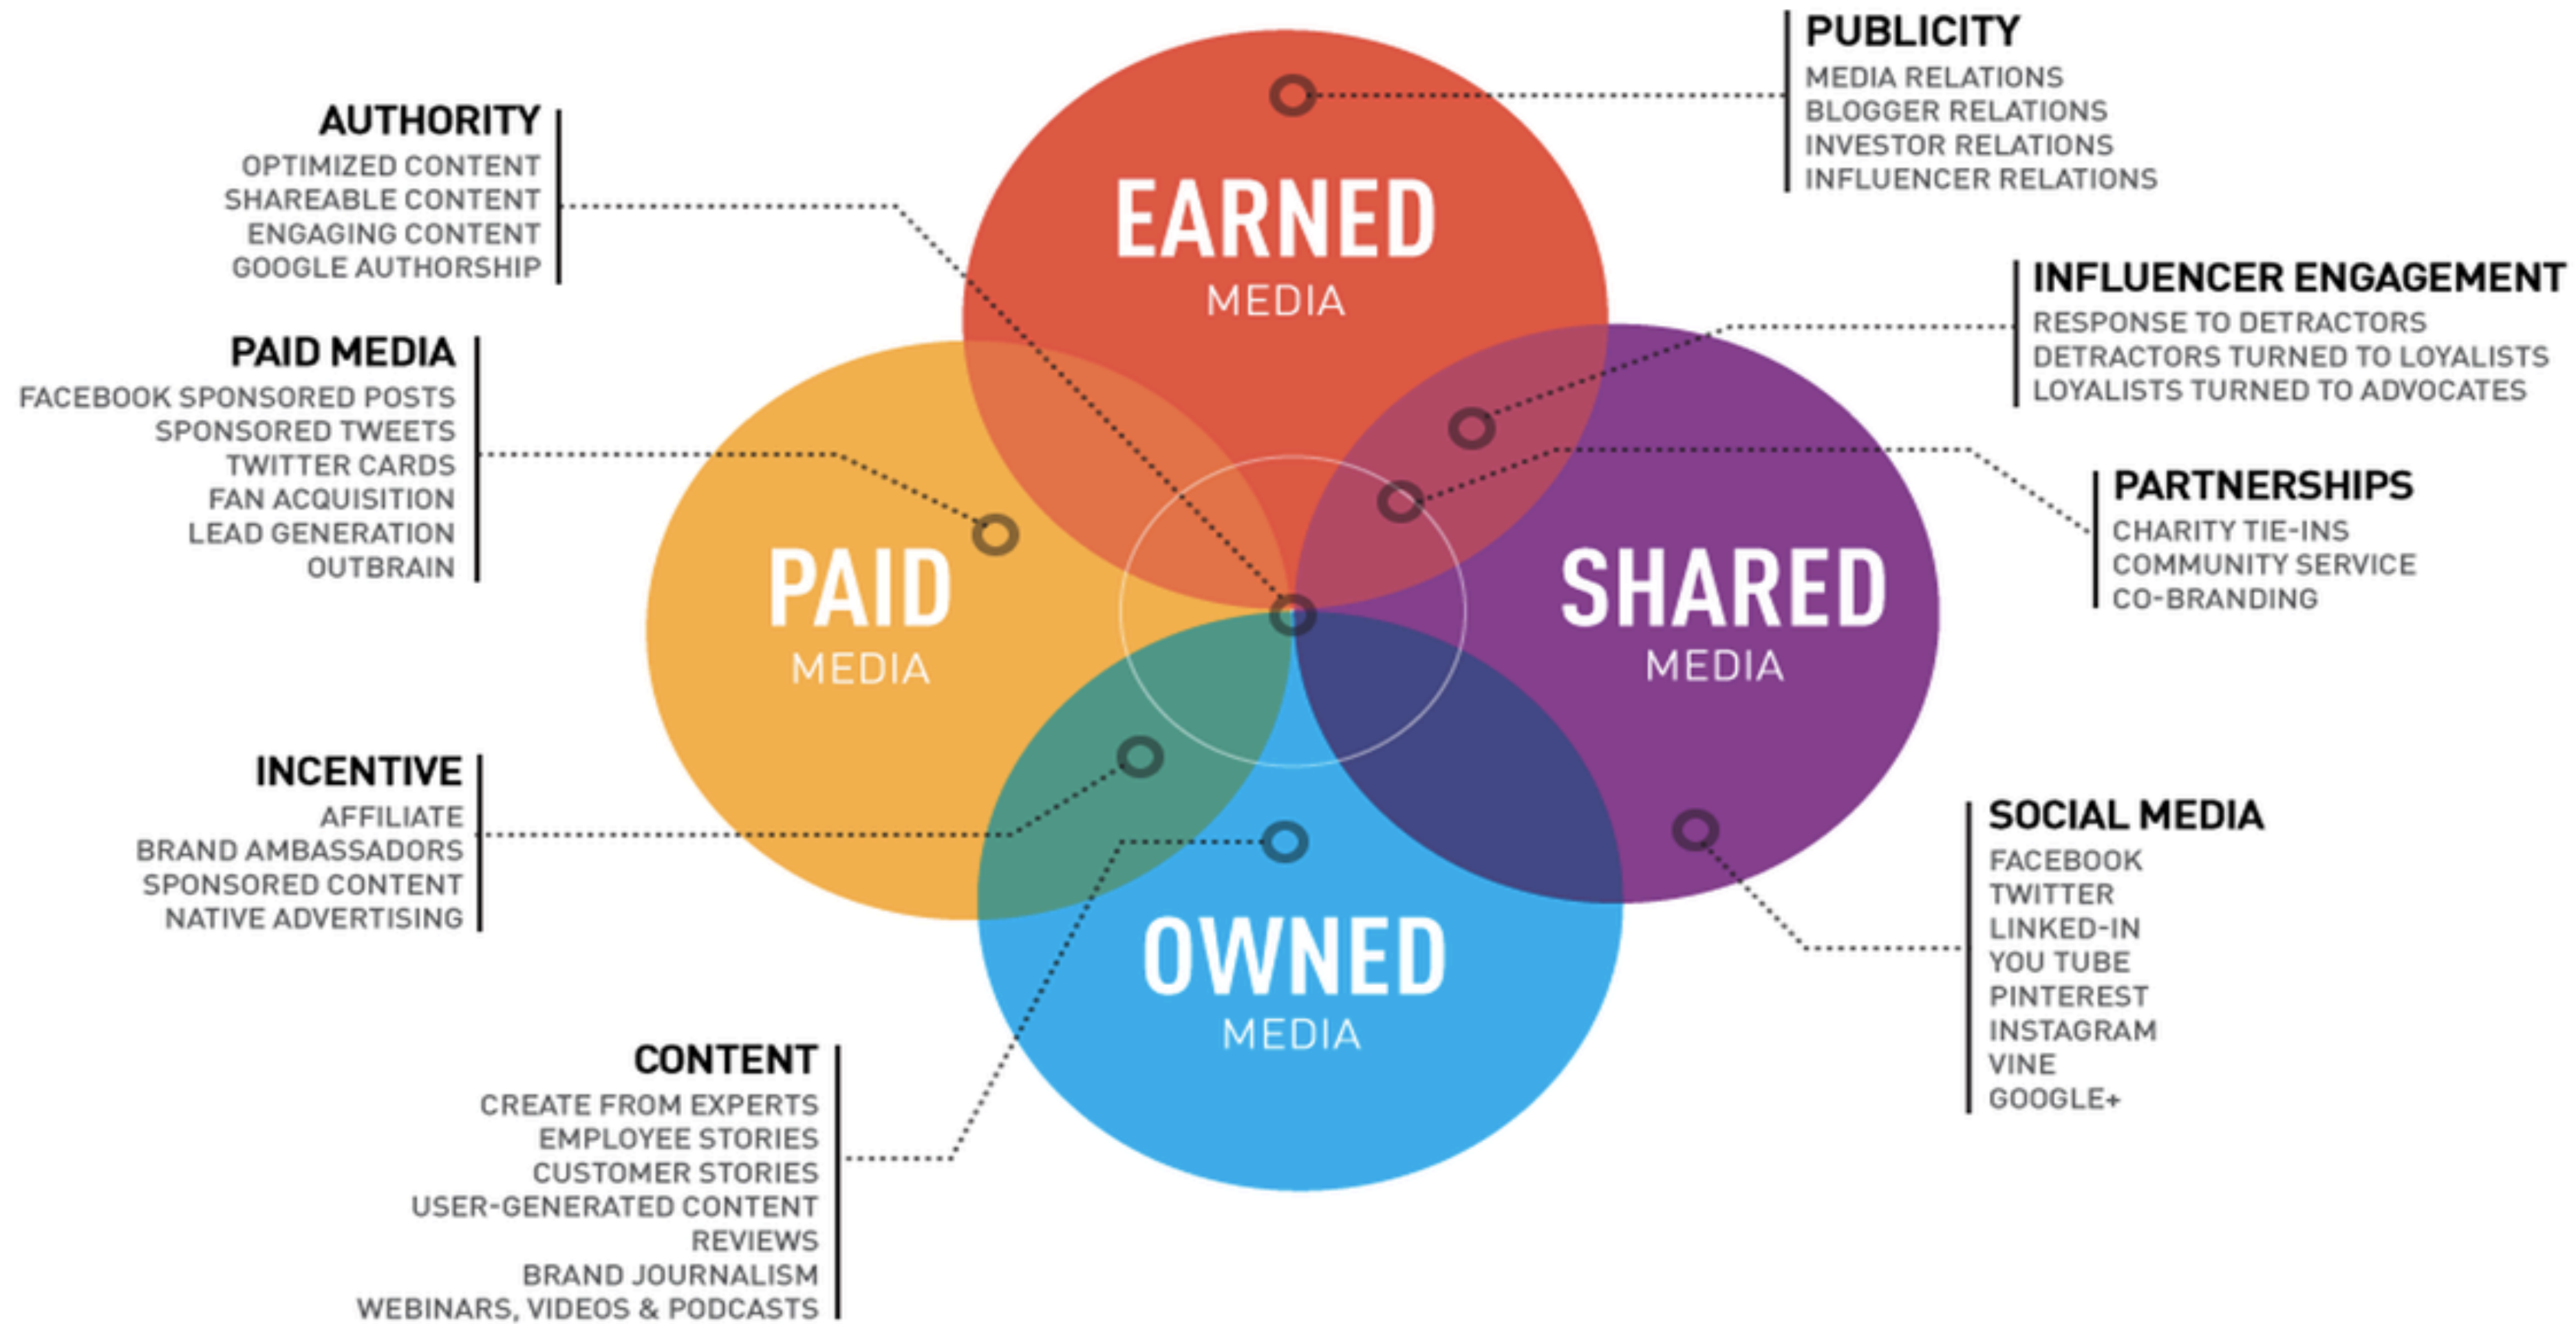 PUBLICITY
MEDIA RELATIONS
BLOGGER RELATIONS
INVESTOR RELATIONS
INFLUENCER RELATIONS
AUTHORITY
OPTIMIZED CONTENT
SHAREABLE CONTENT
ENGAGING CONTENT
GOOGLE AUTHORSHIP
EARNED
MEDIA
INFLUENCER ENGAGEMENT
RESPONSE TO DETRACTORS
DETRACTORS TURNED TO LOYALISTS
LOYALISTS TURNED TO ADVOCATES
PAID MEDIA
FACEBOOK SPONSORED POSTS
SPONSORED TWEETS
TWITTER CARDS
FAN ACQUISITION
LEAD GENERATION
OUTBRAIN
PARTNERSHIPS
CHARITY TIE-INS
COMMUNITY SERVICE
CO-BRANDING
PAID
MEDIA
SHARED
MEDIA
INCENTIVE
AFFILIATE
BRAND AMBASSADORS
SPONSORED CONTENT
NATIVE ADVERTISING
SOCIAL MEDIA
FACEBOOK
TWITTER
LINKED-IN
YOU TUBE
PINTEREST
INSTAGRAM
VINE
GOOGLE+
OWNED
MEDIA
CONTENT
CREATE FROM EXPERTS
EMPLOYEE STORIES
CUSTOMER STORIES
USER-GENERATED CONTENT
REVIEWS
BRAND JOURNALISM
WEBINARS, VIDEOS & PODCASTS